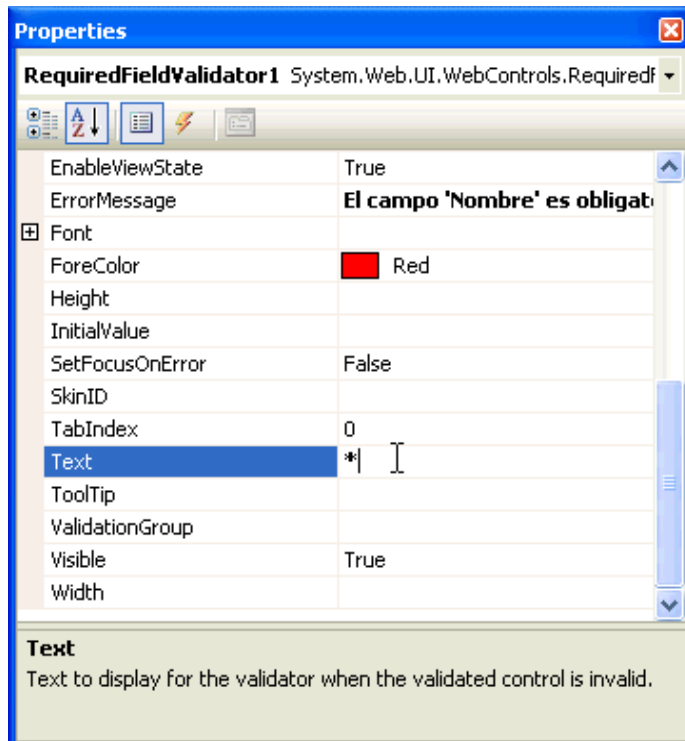 Properties
RequiredFieldValidator1 System.Web.UI.WebControls.RequiredF
EnableViewState True
ErrorMessage El campo 'Nombre' es obligato
Font
ForeColor Red
Height
InitialValue
SetFocusOnError False
SkinID
TabIndex 0
Text *
ToolTip
ValidationGroup
Visible True
Width
Text
Text to display for the validator when the validated control is invalid.